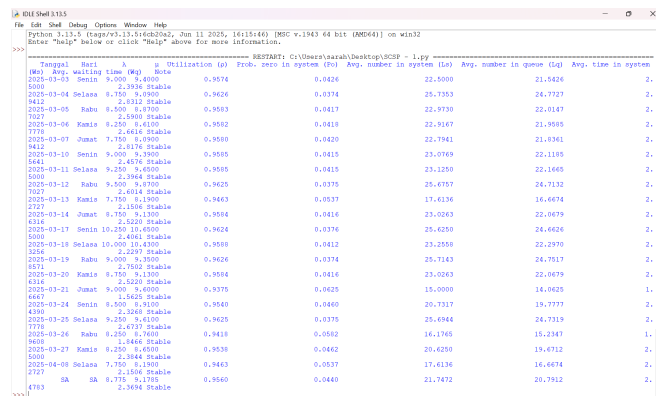 IDLE Shell 3.13.5
File Edit Shell Debug Options Window Help
Python 3.13.5 (tags/v3.13.5:6cb20a2, Jun 11 2025, 16:15:46) [MSC v.1943 64 bit (AMD64)] on win32
Enter "help" below or click "Help" above for more information.
>>>
==================== RESTART: C:\Users\sarah\Desktop\SCSP - 1.py ====================
Tanggal Hari λ μ Utilization (ρ) Prob. zero in system (Po) Avg. number in system (Ls) Avg. number in queue (Lq) Avg. time in system
(Ws) Avg. waiting time (Wq) Note
2025-03-03 Senin 9.000 9.4000 0.9574 0.0426 22.5000 21.5426 2.
5000 2.3936 Stable
2025-03-04 Selasa 8.750 9.0900 0.9626 0.0374 25.7353 24.7727 2.
9412 2.8312 Stable
2025-03-05 Rabu 8.500 8.8700 0.9583 0.0417 22.9730 22.0147 2.
7027 2.5900 Stable
2025-03-06 Kamis 8.250 8.6100 0.9582 0.0418 22.9167 21.9585 2.
7778 2.6616 Stable
2025-03-07 Jumat 7.750 8.0900 0.9580 0.0420 22.7941 21.8361 2.
9412 2.8176 Stable
2025-03-10 Senin 9.000 9.3900 0.9585 0.0415 23.0769 22.1185 2.
5641 2.4576 Stable
2025-03-11 Selasa 9.250 9.6500 0.9585 0.0415 23.1250 22.1665 2.
5000 2.3964 Stable
2025-03-12 Rabu 9.500 9.8700 0.9625 0.0375 25.6757 24.7132 2.
7027 2.6014 Stable
2025-03-13 Kamis 7.750 8.1900 0.9463 0.0537 17.6136 16.6674 2.
2727 2.1506 Stable
2025-03-14 Jumat 8.750 9.1300 0.9584 0.0416 23.0263 22.0679 2.
6316 2.5220 Stable
2025-03-17 Senin 10.250 10.6500 0.9624 0.0376 25.6250 24.6626 2.
5000 2.4061 Stable
2025-03-18 Selasa 10.000 10.4300 0.9588 0.0412 23.2558 22.2970 2.
3256 2.2297 Stable
2025-03-19 Rabu 9.000 9.3500 0.9626 0.0374 25.7143 24.7517 2.
8571 2.7502 Stable
2025-03-20 Kamis 8.750 9.1300 0.9584 0.0416 23.0263 22.0679 2.
6316 2.5220 Stable
2025-03-21 Jumat 9.000 9.6000 0.9375 0.0625 15.0000 14.0625 1.
6667 1.5625 Stable
2025-03-24 Senin 8.500 8.9100 0.9540 0.0460 20.7317 19.7777 2.
4390 2.3268 Stable
2025-03-25 Selasa 9.250 9.6100 0.9625 0.0375 25.6944 24.7319 2.
7778 2.6737 Stable
2025-03-26 Rabu 8.250 8.7600 0.9418 0.0582 16.1765 15.2347 1.
9608 1.8466 Stable
2025-03-27 Kamis 8.250 8.6500 0.9538 0.0462 20.6250 19.6712 2.
5000 2.3844 Stable
2025-04-08 Selasa 7.750 8.1900 0.9463 0.0537 17.6136 16.6674 2.
2727 2.1506 Stable
SA SA 8.775 9.1785 0.9560 0.0440 21.7472 20.7912 2.
4783 2.3694 Stable
>>>